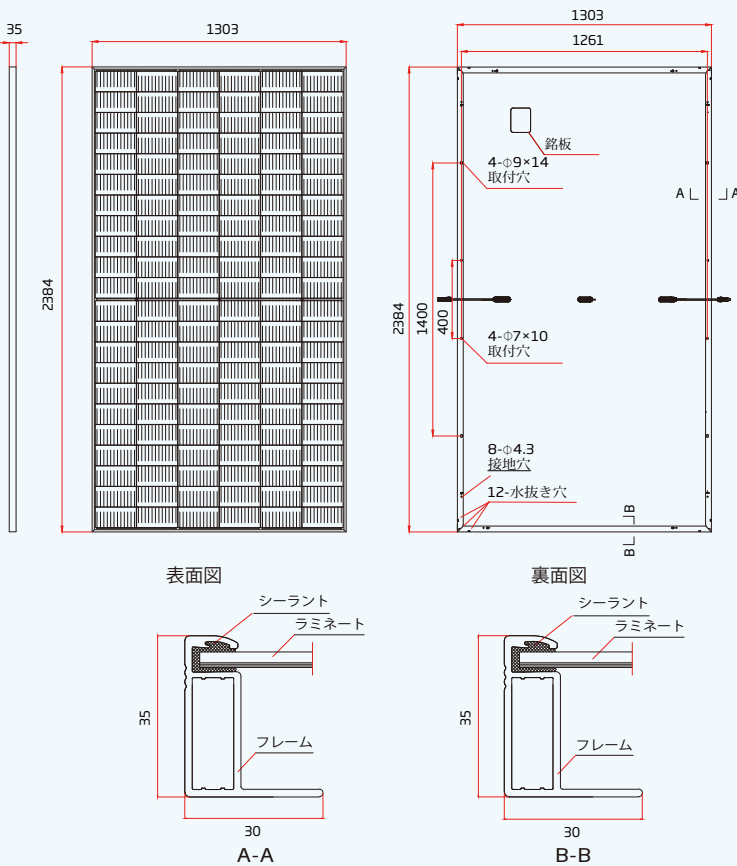 35
1303
2384
表面図
1303
1261
銘板
4-Φ9×14
取付穴
A
A
2384
1400
400
4-Φ7×10
取付穴
8-Φ4.3
接地穴
12-水抜き穴
B
B
裏面図
シーラント
ラミネート
35
フレーム
30
A-A
シーラント
ラミネート
35
フレーム
30
B-B